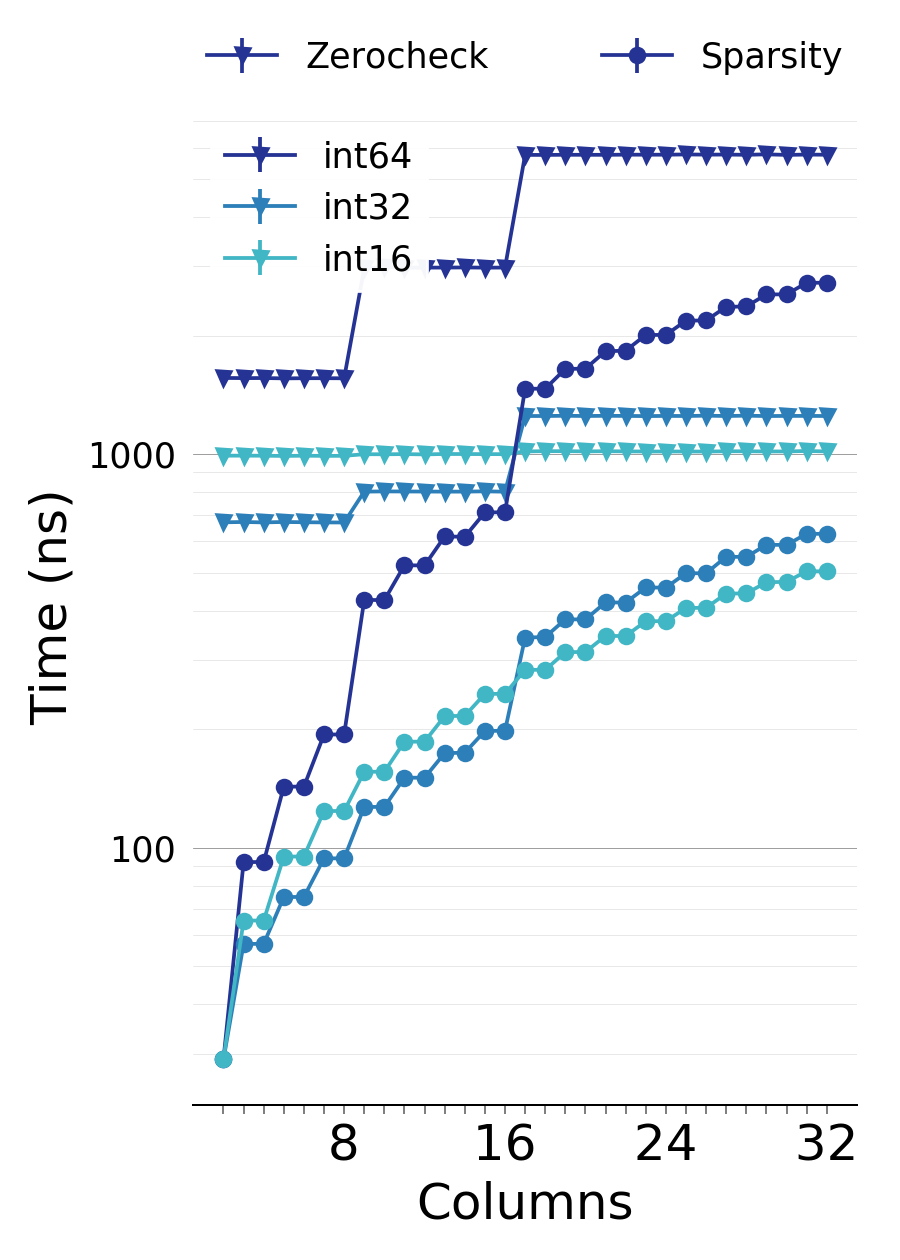 Zerocheck Sparsity
int64
int32
int16
1000
100
Time (ns)
8 16 24 32
Columns